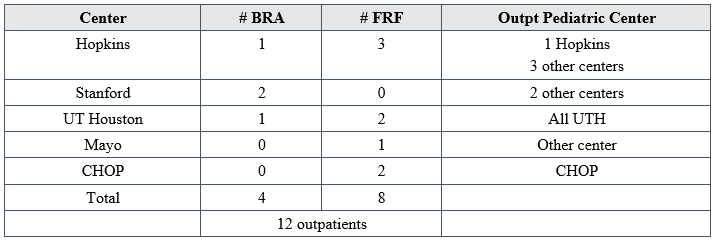 Center # BRA # FRF Outpt Pediatric Center
Hopkins 1 3 1 Hopkins
3 other centers
Stanford 2 0 2 other centers
UT Houston 1 2 All UTH
Mayo 0 1 Other center
CHOP 0 2 CHOP
Total 4 8
12 outpatients